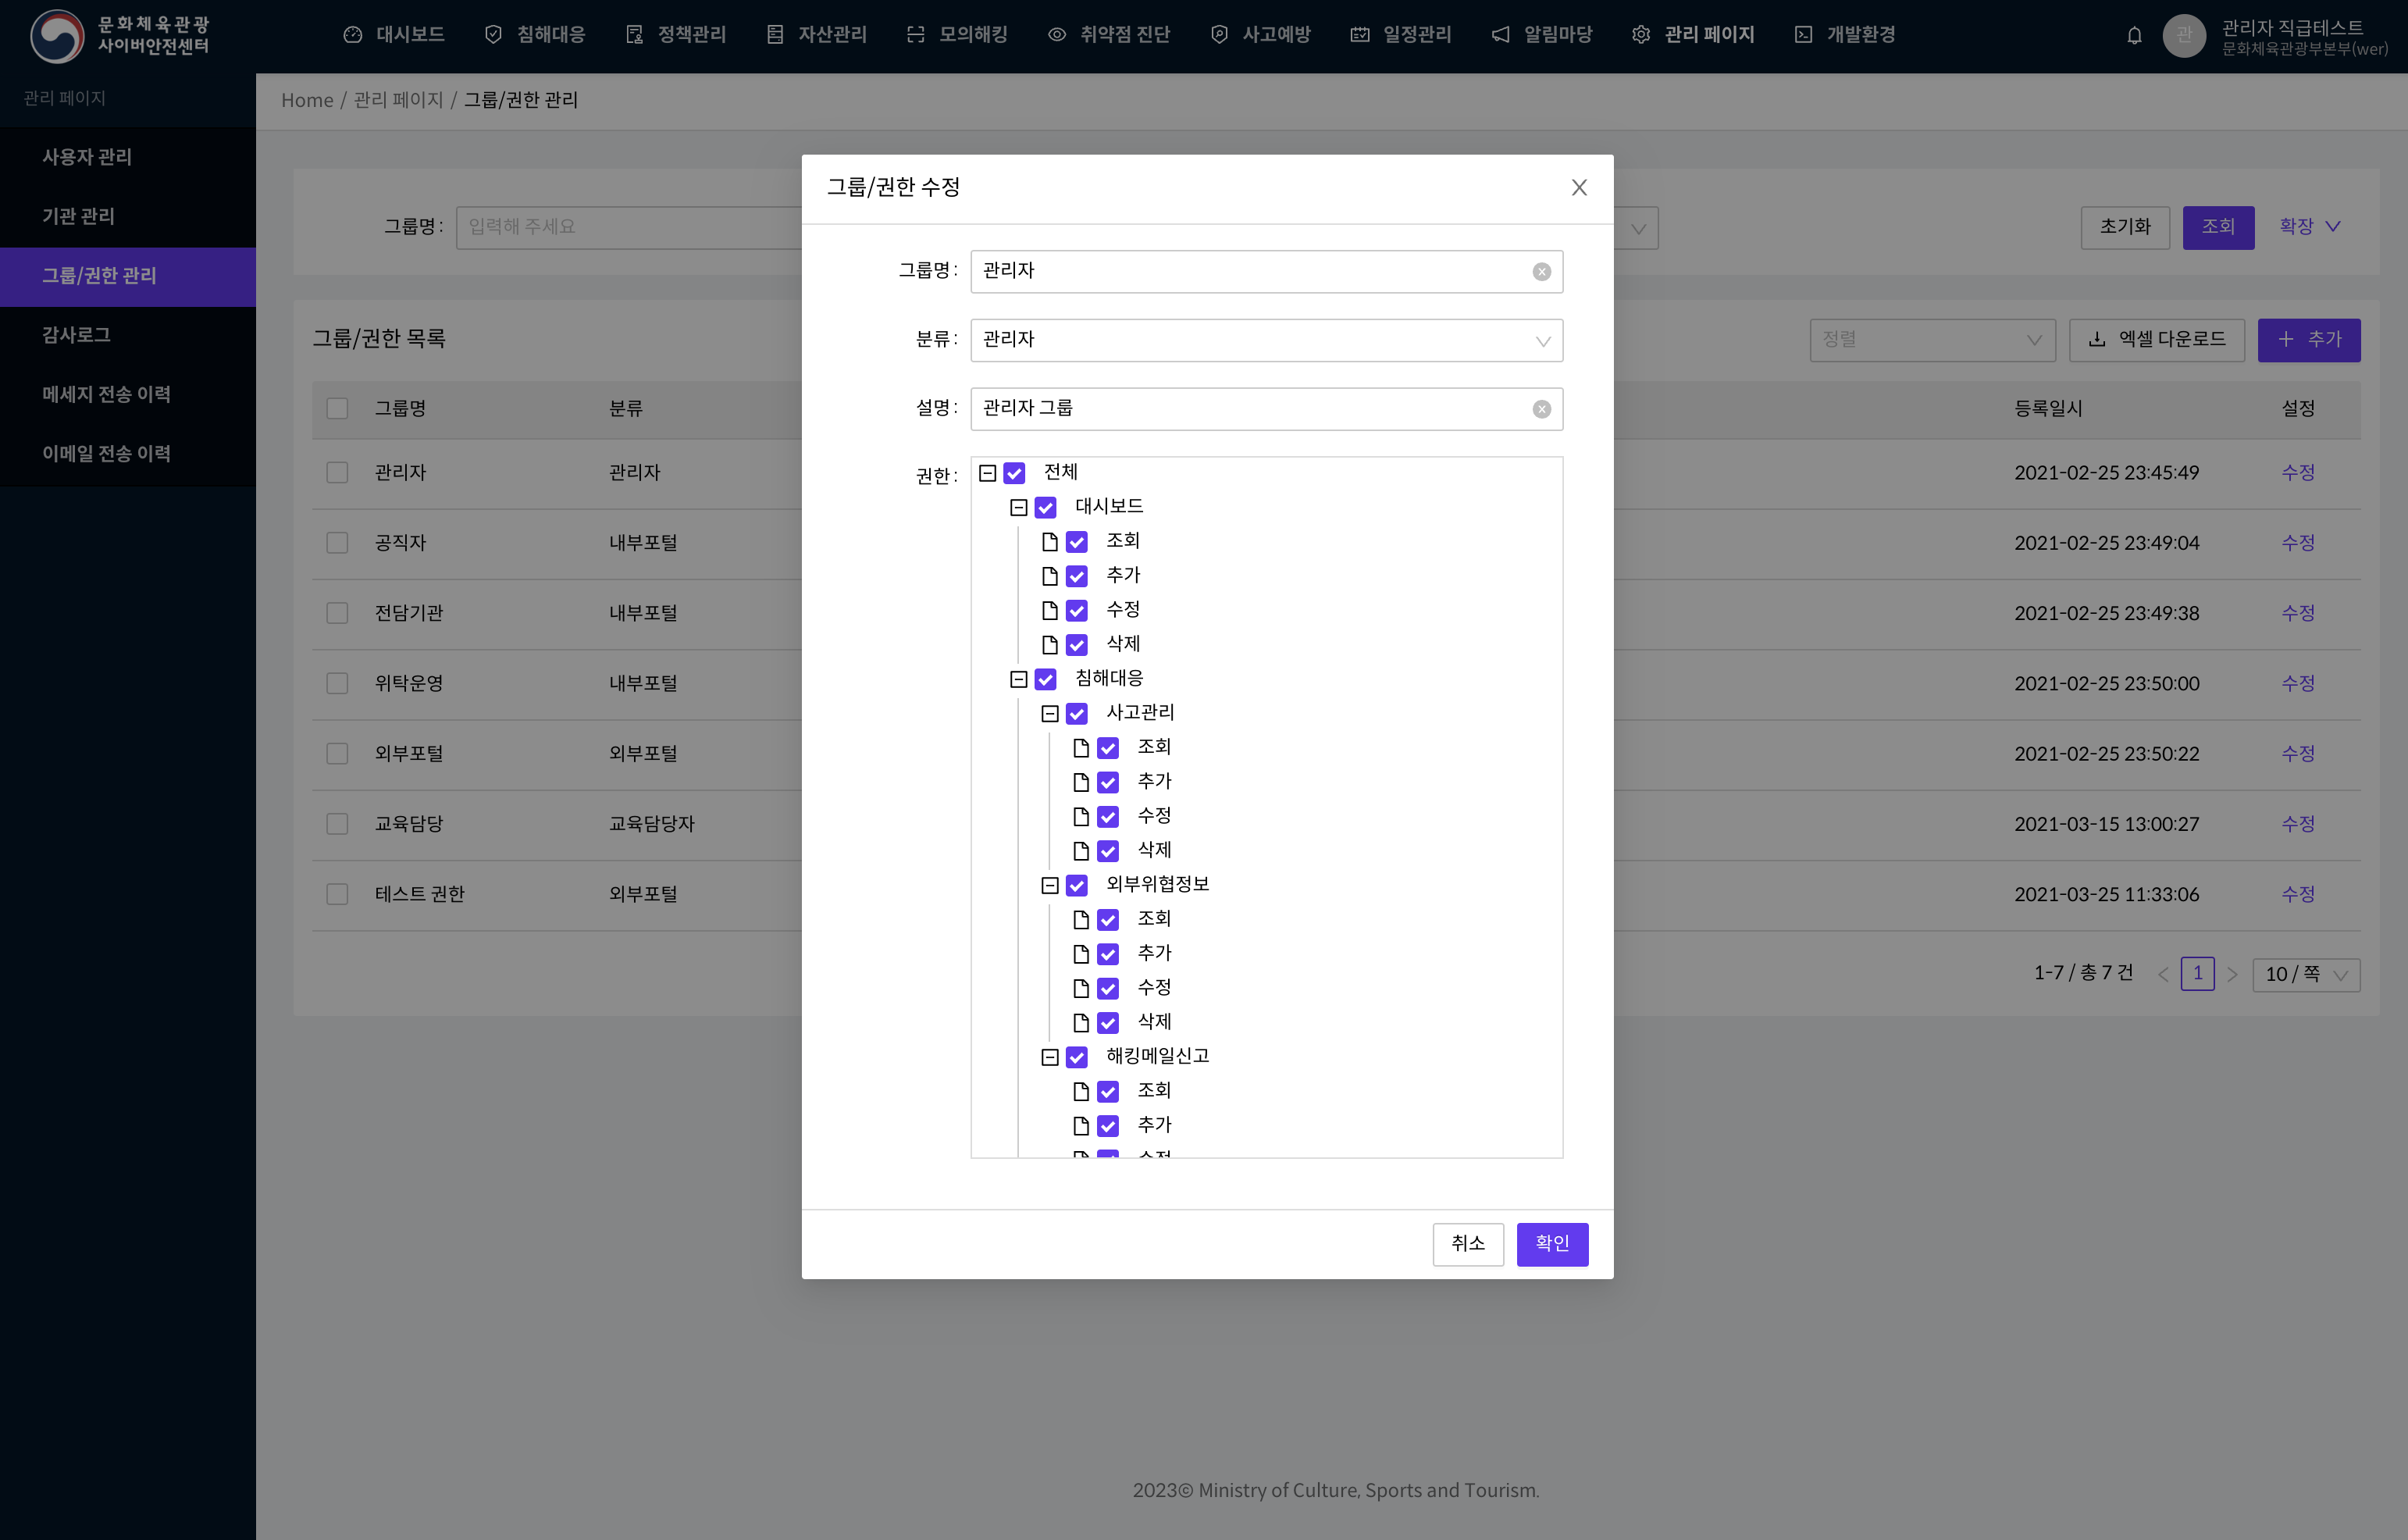 문화체육관광
사이버안전센터
대시보드
침해대응
정책관리
자산관리
모의해킹
취약점 진단
사고예방
일정관리
알림마당
관리 페이지
개발환경
관
관리자 직급테스트
문화체육관광부본부(wer)
관리 페이지
사용자 관리
기관 관리
그룹/권한 관리
감사로그
메세지 전송 이력
이메일 전송 이력
Home / 관리 페이지 / 그룹/권한 관리
그룹명 :
입력해 주세요
초기화
조회
확장
그룹/권한 목록
정렬
엑셀 다운로드
추가
그룹명 분류 등록일시 설정
관리자 관리자 2021-02-25 23:45:49 수정
공직자 내부포털 2021-02-25 23:49:04 수정
전담기관 내부포털 2021-02-25 23:49:38 수정
위탁운영 내부포털 2021-02-25 23:50:00 수정
외부포털 외부포털 2021-02-25 23:50:22 수정
교육담당 교육담당자 2021-03-15 13:00:27 수정
테스트 권한 외부포털 2021-03-25 11:33:06 수정
1-7 / 총 7 건 < 1 > 10 / 쪽
그룹/권한 수정
그룹명 : 관리자
분류 : 관리자
설명 : 관리자 그룹
권한 : 전체
대시보드
조회
추가
수정
삭제
침해대응
사고관리
조회
추가
수정
삭제
외부위협정보
조회
추가
수정
삭제
해킹메일신고
조회
추가
수정
취소
확인
2023© Ministry of Culture, Sports and Tourism.